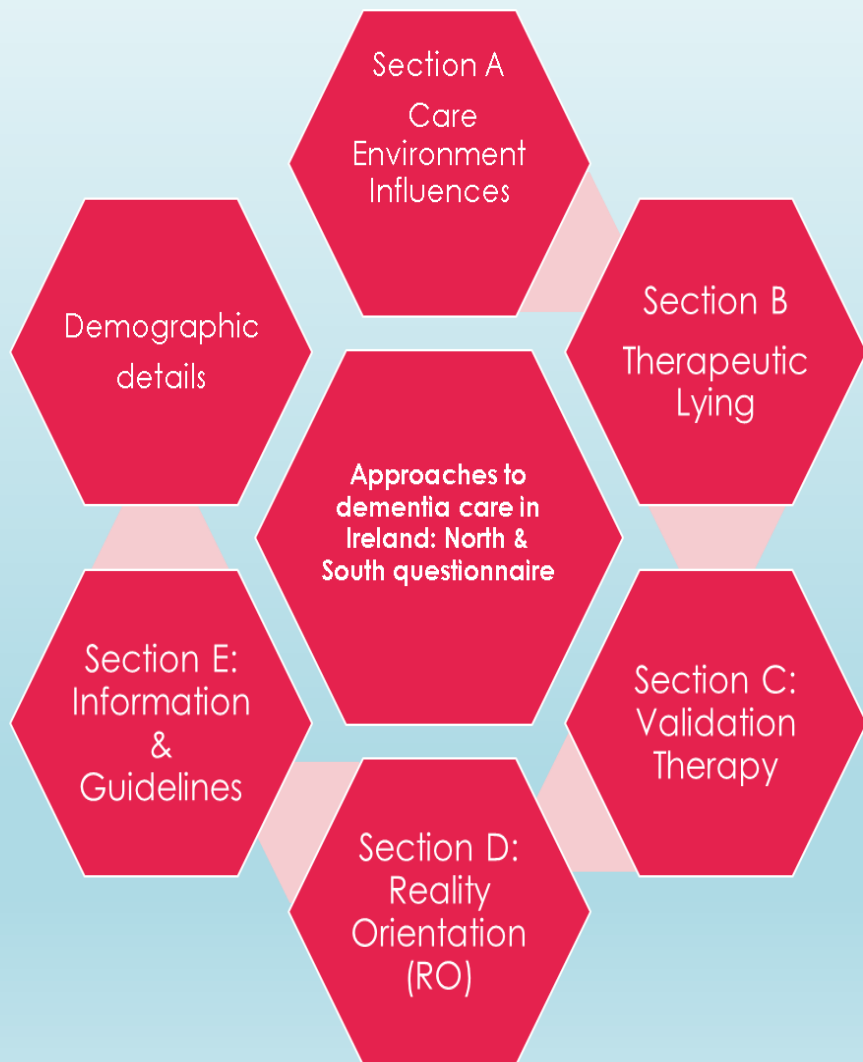 Section A
Care
Environment
Influences
Section B
Therapeutic
Lying
Section C:
Validation
Therapy
Section D:
Reality
Orientation
(RO)
Section E:
Information
&
Guidelines
Demographic
details
Approaches to
dementia care in
Ireland: North &
South questionnaire